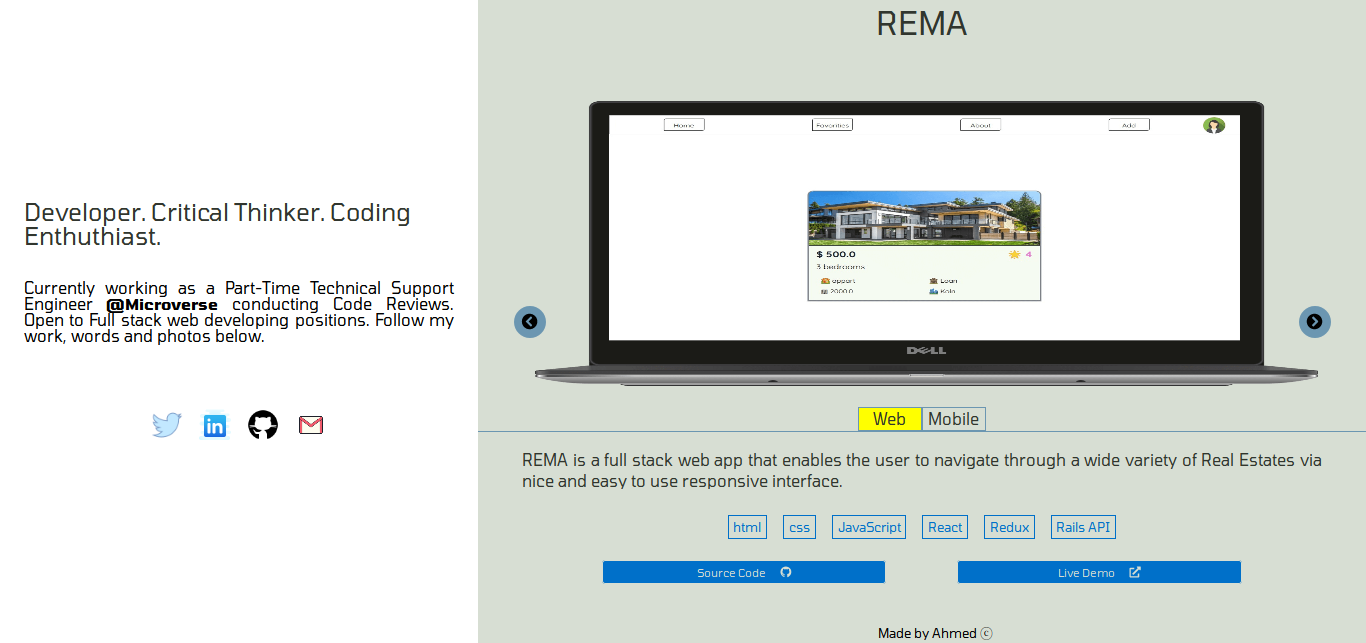 Developer. Critical Thinker. Coding
Enthuthiast.
Currently working as a Part-Time Technical Support
Engineer @Microverse conducting Code Reviews.
Open to Full stack web developing positions. Follow my
work, words and photos below.
in
REMA
Home Favorities About Add
$ 500.0 4
3 bedrooms
appart Loan
2000.0
DELL
Web Mobile
REMA is a full stack web app that enables the user to navigate through a wide variety of Real Estates via
nice and easy to use responsive interface.
html css JavaScript React Redux Rails API
Source Code Live Demo
Made by Ahmed ©